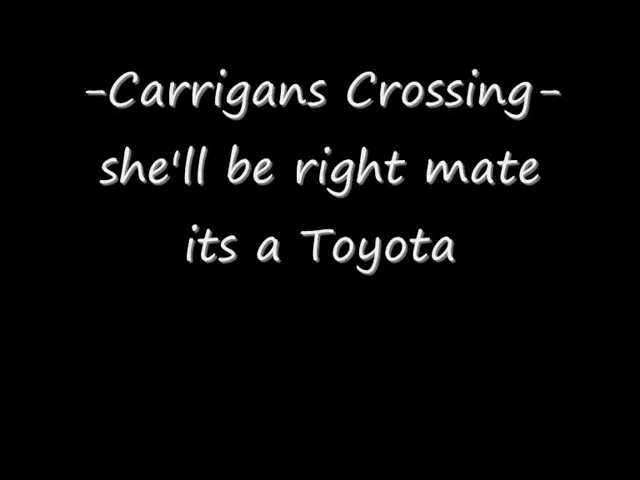 -Carrigans Crossing-
she'll be right mate
its a Toyota